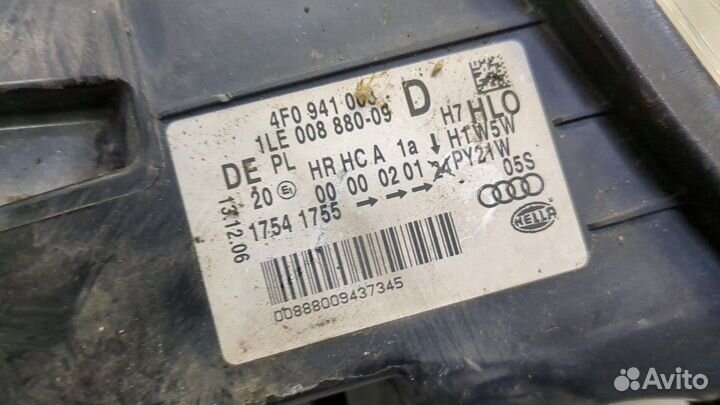 4F0 941 003 D
1LE 008 880-09 H7 HLO
DE PL HR HC A 1a H1 W5W
20 E1 00 00 02 01 PY21W
13.12.06 1754 1755 05S
HELLA
00888009437345
Avito